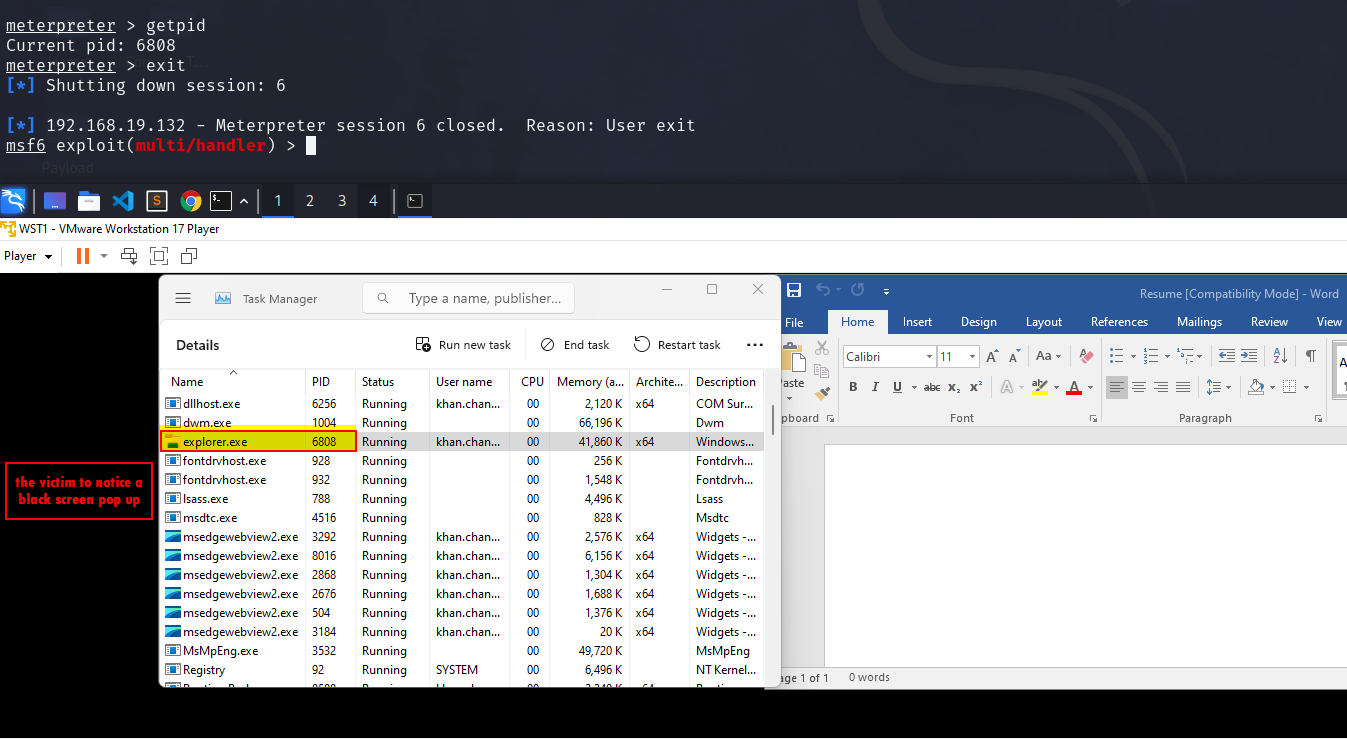 meterpreter > getpid
Current pid: 6808
meterpreter > exit
[*] Shutting down session: 6
[*] 192.168.19.132 - Meterpreter session 6 closed.  Reason: User exit
msf6 exploit(multi/handler) >
Payload
1 2 3 4
WST1 - VMware Workstation 17 Player
Player
Task Manager
Type a name, publisher...
Resume [Compatibility Mode] - Word
File Home Insert Design Layout References Mailings Review View
Details Run new task End task Restart task
Calibri 11 Aa
B I U abc x₂ x² A ab A
Font Paragraph
Name PID Status User name CPU Memory (a... Archite... Description
dllhost.exe 6256 Running khan.chan... 00 2,120 K x64 COM Sur...
dwm.exe 1004 Running 00 66,196 K Dwm
explorer.exe 6808 Running khan.chan... 00 41,860 K x64 Windows...
fontdrvhost.exe 928 Running 00 256 K Fontdrvh...
fontdrvhost.exe 932 Running 00 1,548 K Fontdrvh...
lsass.exe 788 Running 00 4,496 K Lsass
msdtc.exe 4516 Running 00 828 K Msdtc
msedgewebview2.exe 3292 Running khan.chan... 00 2,576 K x64 Widgets -...
msedgewebview2.exe 8016 Running khan.chan... 00 6,156 K x64 Widgets -...
msedgewebview2.exe 2868 Running khan.chan... 00 1,304 K x64 Widgets -...
msedgewebview2.exe 2676 Running khan.chan... 00 1,688 K x64 Widgets -...
msedgewebview2.exe 504 Running khan.chan... 00 1,376 K x64 Widgets -...
msedgewebview2.exe 3184 Running khan.chan... 00 20 K x64 Widgets -...
MsMpEng.exe 3532 Running 00 49,720 K MsMpEng
Registry 92 Running SYSTEM 00 6,496 K NT Kernel...
the victim to notice a
black screen pop up
age 1 of 1 0 words